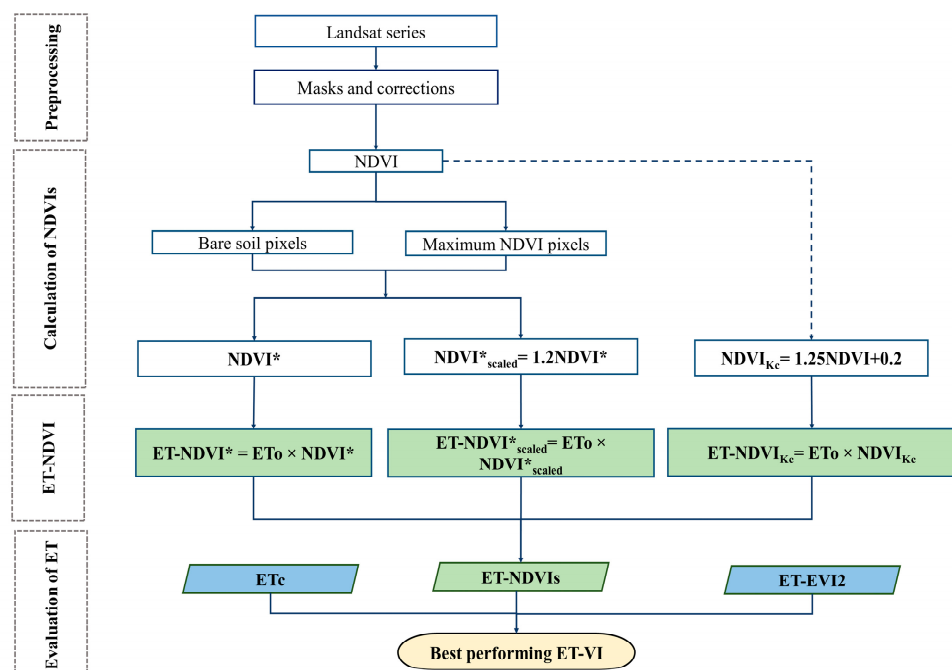 Preprocessing
Landsat series
Masks and corrections
Calculation of NDVIs
NDVI
Bare soil pixels
Maximum NDVI pixels
NDVI*
NDVI*scaled= 1.2NDVI*
NDVIKc= 1.25NDVI+0.2
ET-NDVI
ET-NDVI* = ETo × NDVI*
ET-NDVI*scaled= ETo ×
NDVI*scaled
ET-NDVIKc= ETo × NDVIKc
Evaluation of ET
ETc
ET-NDVIs
ET-EVI2
Best performing ET-VI